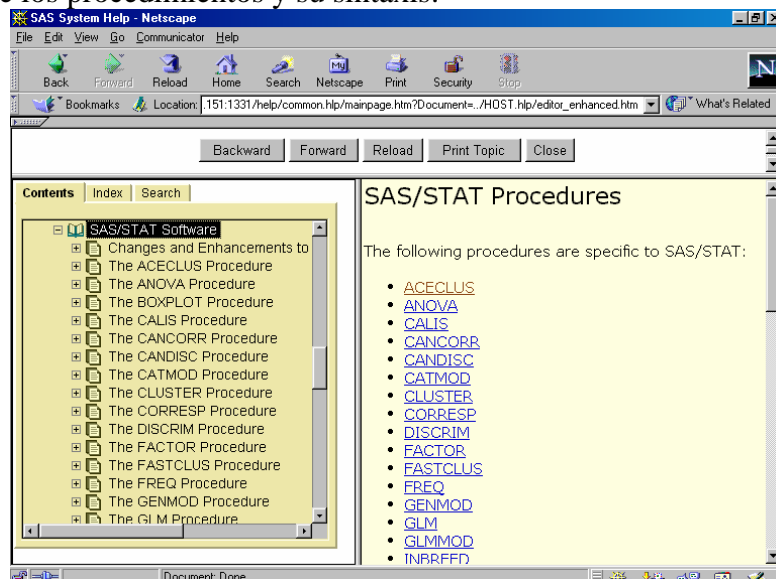 e los procedimientos y su sintaxis.
SAS System Help - Netscape
File Edit View Go Communicator Help
Back Forward Reload Home Search Netscape Print Security Stop
Bookmarks Location: .151:1331/help/common.hlp/mainpage.htm?Document=../HOST.hlp/editor_enhanced.htm What's Related
Backward Forward Reload Print Topic Close
Contents Index Search
SAS/STAT Software
Changes and Enhancements to
The ACECLUS Procedure
The ANOVA Procedure
The BOXPLOT Procedure
The CALIS Procedure
The CANCORR Procedure
The CANDISC Procedure
The CATMOD Procedure
The CLUSTER Procedure
The CORRESP Procedure
The DISCRIM Procedure
The FACTOR Procedure
The FASTCLUS Procedure
The FREQ Procedure
The GENMOD Procedure
The GLM Procedure
SAS/STAT Procedures
The following procedures are specific to SAS/STAT:
ACECLUS
ANOVA
CALIS
CANCORR
CANDISC
CATMOD
CLUSTER
CORRESP
DISCRIM
FACTOR
FASTCLUS
FREQ
GENMOD
GLM
GLMMOD
INBREED
Document: Done